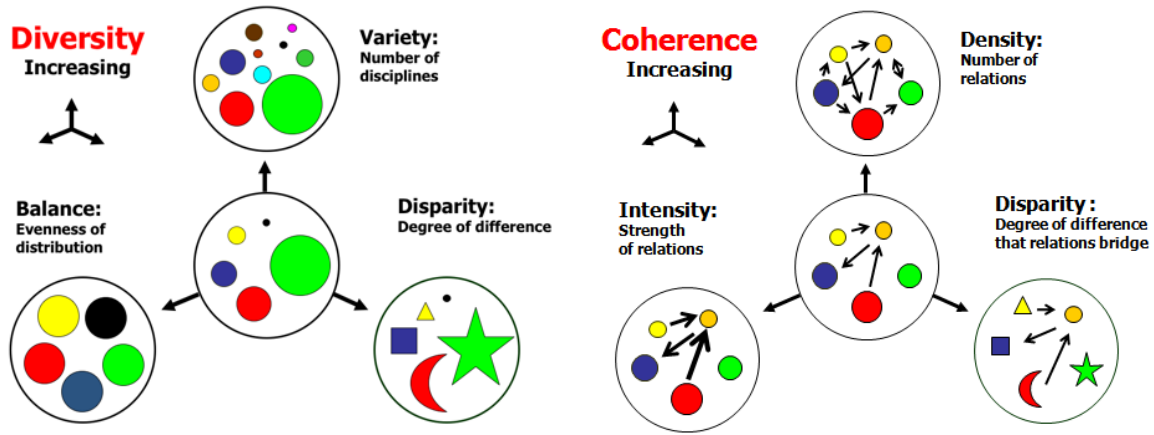 Diversity
Increasing
Variety:
Number of
disciplines
Balance:
Evenness of
distribution
Disparity:
Degree of difference
Coherence
Increasing
Density:
Number of
relations
Intensity:
Strength
of relations
Disparity :
Degree of difference
that relations bridge